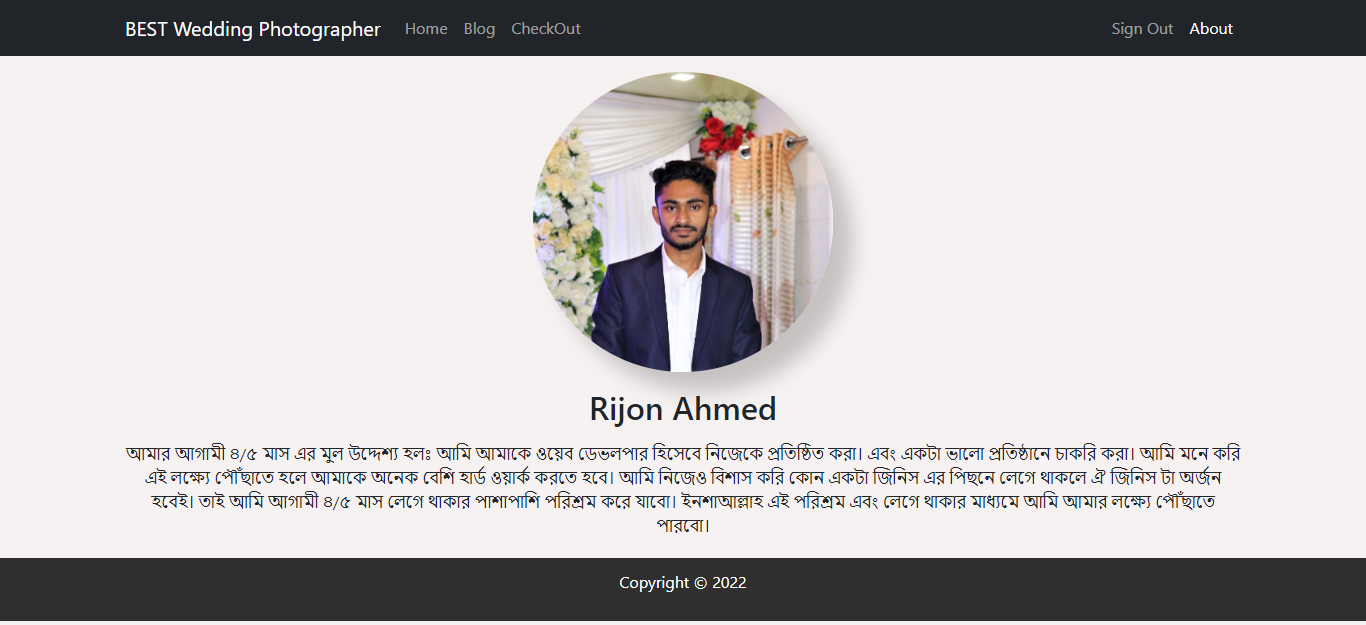 BEST Wedding Photographer Home Blog CheckOut Sign Out About
Rijon Ahmed
আমার আগামী ৪/৫ মাস এর মুল উদ্দেশ্য হলঃ আমি আমাকে ওয়েব ডেভলপার হিসেবে নিজেকে প্রতিষ্ঠিত করা। এবং একটা ভালো প্রতিষ্ঠানে চাকরি করা। আমি মনে করি
এই লক্ষ্যে পৌঁছাতে হলে আমাকে অনেক বেশি হার্ড ওয়ার্ক করতে হবে। আমি নিজেও বিশাস করি কোন একটা জিনিস এর পিছনে লেগে থাকলে ঐ জিনিস টা অর্জন
হবেই। তাই আমি আগামী ৪/৫ মাস লেগে থাকার পাশাপাশি পরিশ্রম করে যাবো। ইনশাআল্লাহ এই পরিশ্রম এবং লেগে থাকার মাধ্যমে আমি আমার লক্ষ্যে পৌঁছাতে
পারবো।
Copyright © 2022